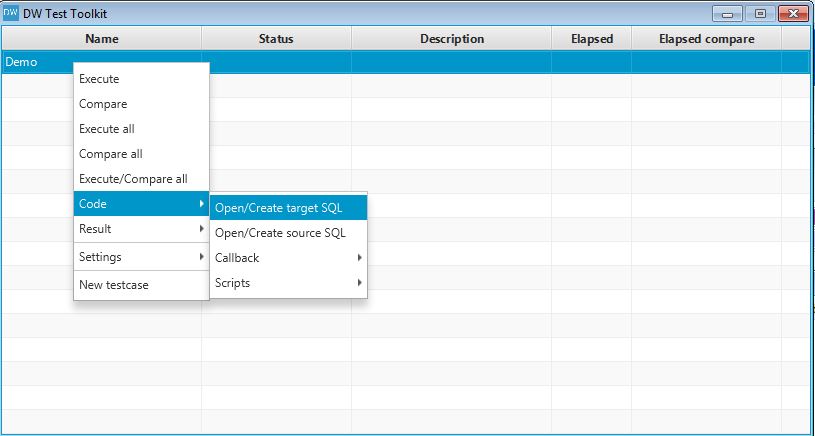 DW DW Test Toolkit
Name Status Description Elapsed Elapsed compare
Demo
Execute
Compare
Execute all
Compare all
Execute/Compare all
Code
Result
Settings
New testcase
Open/Create target SQL
Open/Create source SQL
Callback
Scripts